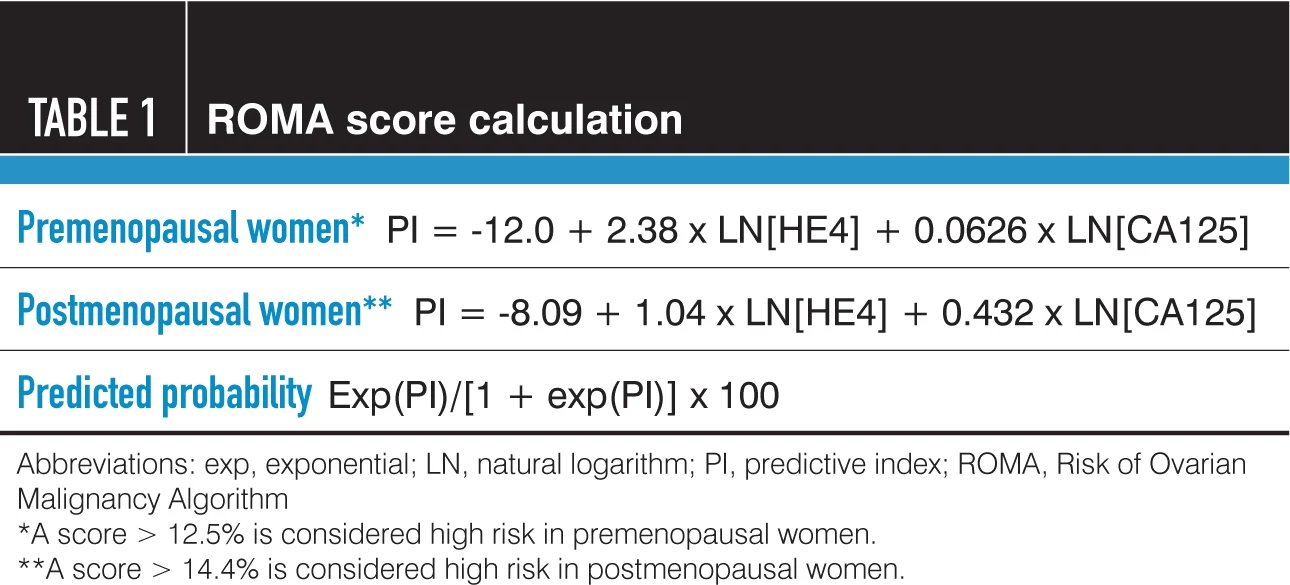 TABLE 1
ROMA score calculation
Premenopausal women* PI = -12.0 + 2.38 x LN[HE4] + 0.0626 x LN[CA125]
Postmenopausal women** PI = -8.09 + 1.04 x LN[HE4] + 0.432 x LN[CA125]
Predicted probability Exp(PI)/[1 + exp(PI)] x 100
Abbreviations: exp, exponential; LN, natural logarithm; PI, predictive index; ROMA, Risk of Ovarian
Malignancy Algorithm
*A score > 12.5% is considered high risk in premenopausal women.
**A score > 14.4% is considered high risk in postmenopausal women.